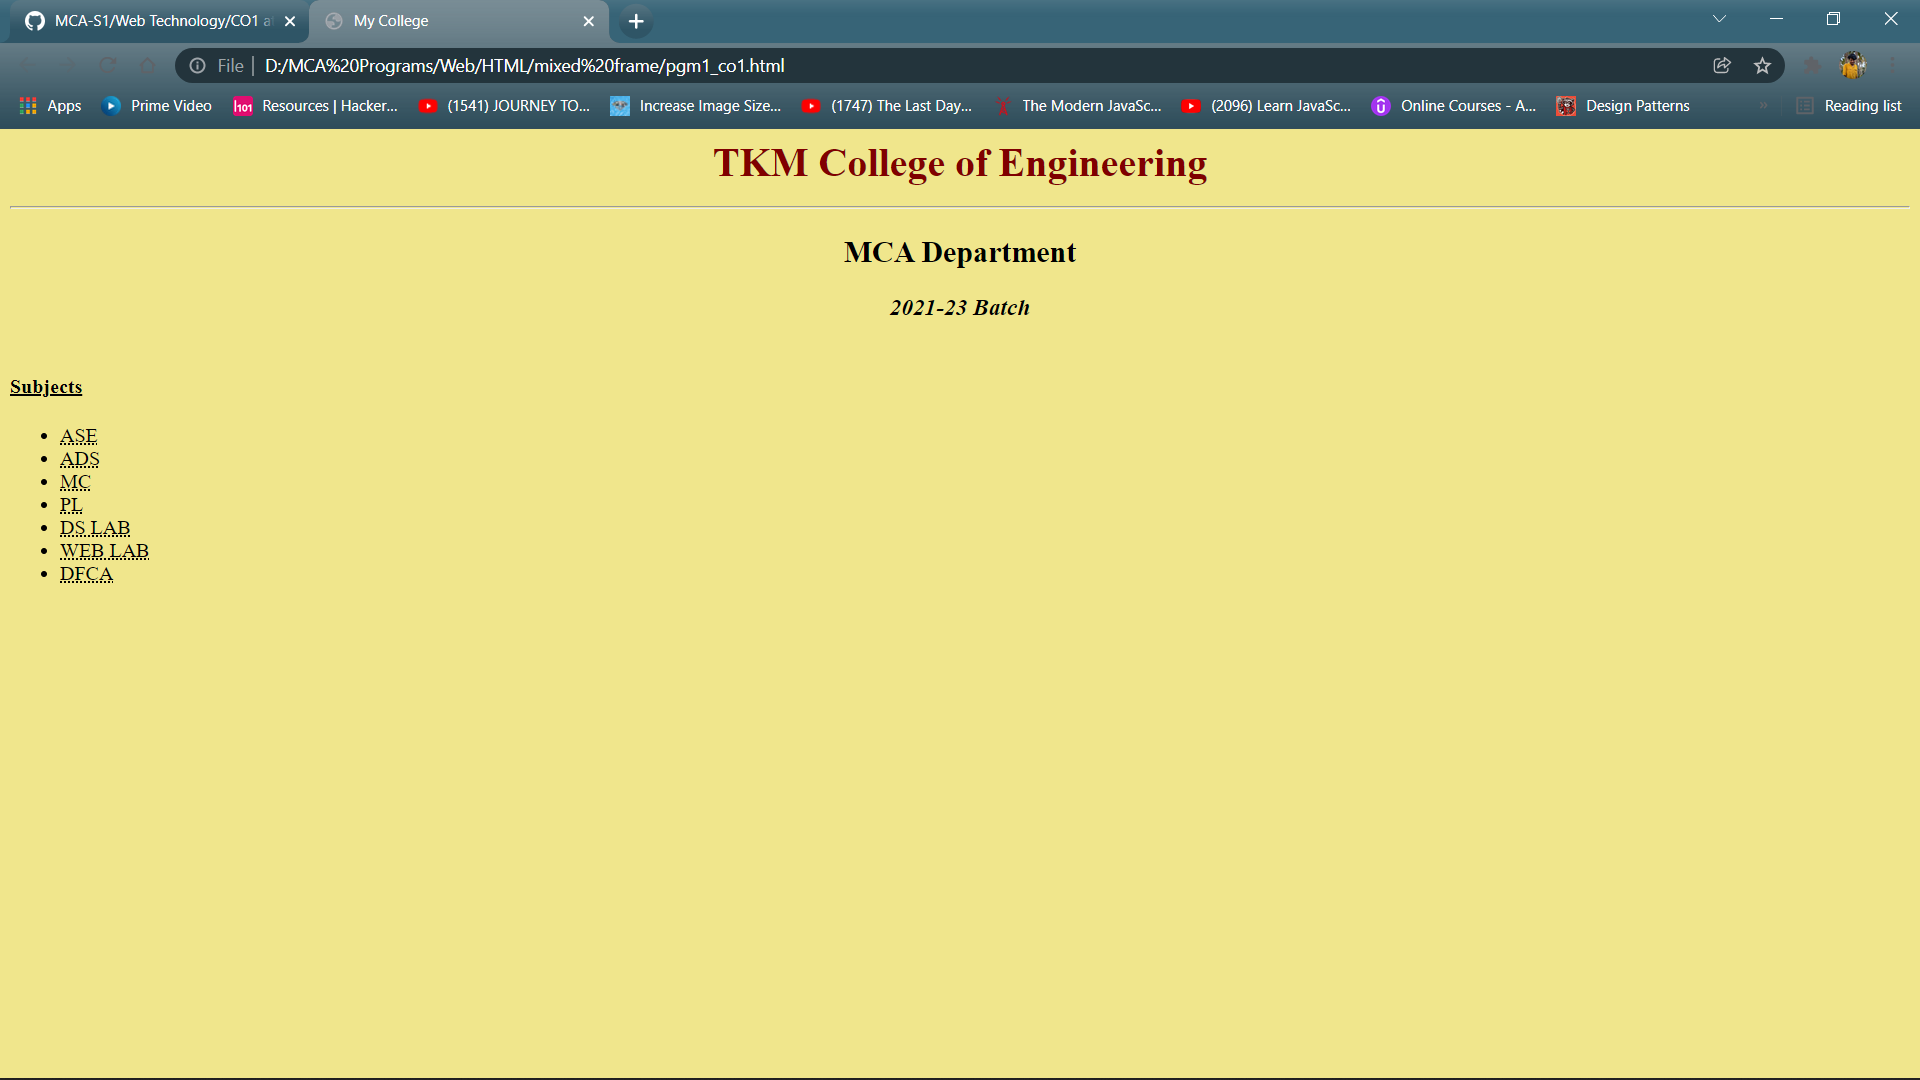 MCA-S1/Web Technology/CO1 a
My College
File
D:/MCA%20Programs/Web/HTML/mixed%20frame/pgm1_co1.html
Apps
Prime Video
Resources | Hacker...
(1541) JOURNEY TO...
Increase Image Size...
(1747) The Last Day...
The Modern JavaSc...
(2096) Learn JavaSc...
Online Courses - A...
Design Patterns
»
Reading list
TKM College of Engineering
MCA Department
2021-23 Batch
Subjects
ASE
ADS
MC
PL
DS LAB
WEB LAB
DFCA